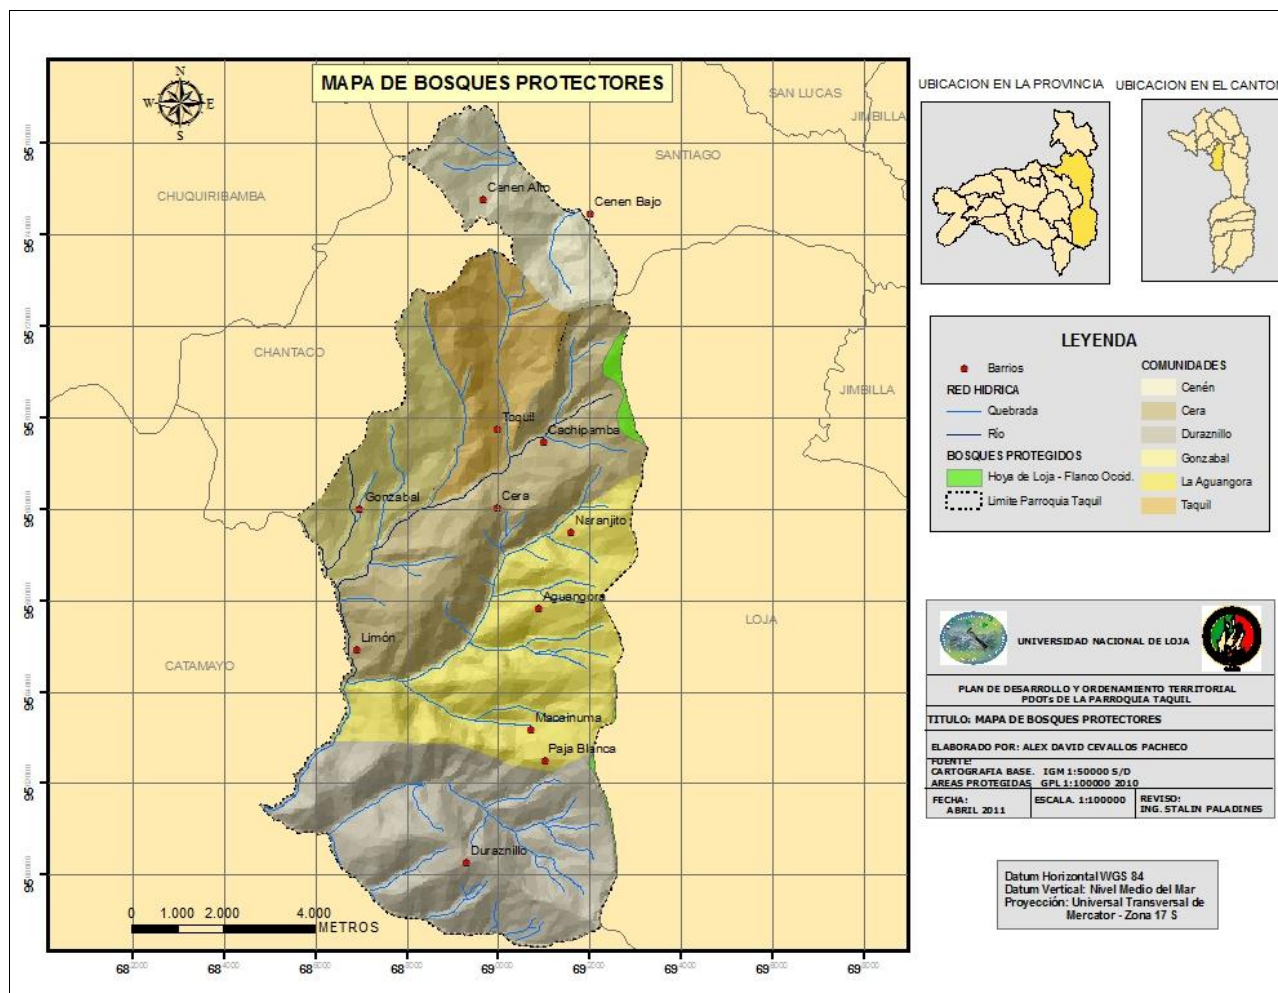 MAPA DE BOSQUES PROTECTORES
N
W E
S
SAN LUCAS
JIMBILLA
SANTIAGO
CHUQUIRIBAMBA
Cenen Alto
Cenen Bajo
CHANTACO
JIMBILLA
Taquil
Cachipamba
Gonzabal
Cera
Naranjito
Aguangora
LOJA
Limón
CATAMAYO
Macainuma
Paja Blanca
Duraznillo
0 1.000 2.000 4.000
METROS
UBICACION EN LA PROVINCIA
UBICACION EN EL CANTON
LEYENDA
Barrios
RED HIDRICA
Quebrada
Río
BOSQUES PROTEGIDOS
Hoya de Loja - Flanco Occid.
Limite Parroquia Taquil
COMUNIDADES
Cenén
Cera
Duraznillo
Gonzabal
La Aguangora
Taquil
UNIVERSIDAD NACIONAL DE LOJA
PLAN DE DESARROLLO Y ORDENAMIENTO TERRITORIAL
PDOTs DE LA PARROQUIA TAQUIL
TITULO: MAPA DE BOSQUES PROTECTORES
ELABORADO POR: ALEX DAVID CEVALLOS PACHECO
FUENTE:
CARTOGRAFIA BASE. IGM 1:50000 S/D
AREAS PROTEGIDAS GPL 1:100000 2010
FECHA:
ABRIL 2011
ESCALA. 1:100000
REVISO:
ING. STALIN PALADINES
Datum Horizontal WGS 84
Datum Vertical: Nivel Medio del Mar
Proyección: Universal Transversal de
Mercator - Zona 17 S